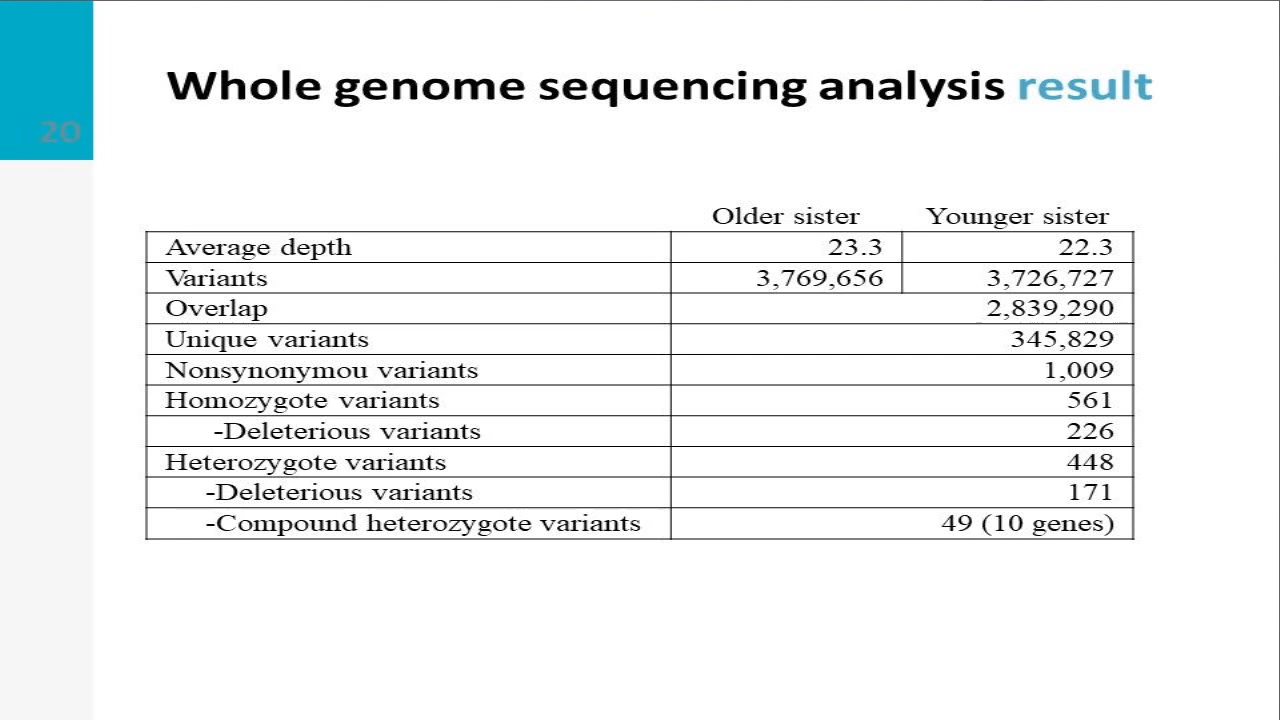 Whole genome sequencing analysis result
20
Older sister Younger sister
Average depth 23.3 22.3
Variants 3,769,656 3,726,727
Overlap 2,839,290
Unique variants 345,829
Nonsynonymou variants 1,009
Homozygote variants 561
-Deleterious variants 226
Heterozygote variants 448
-Deleterious variants 171
-Compound heterozygote variants 49 (10 genes)